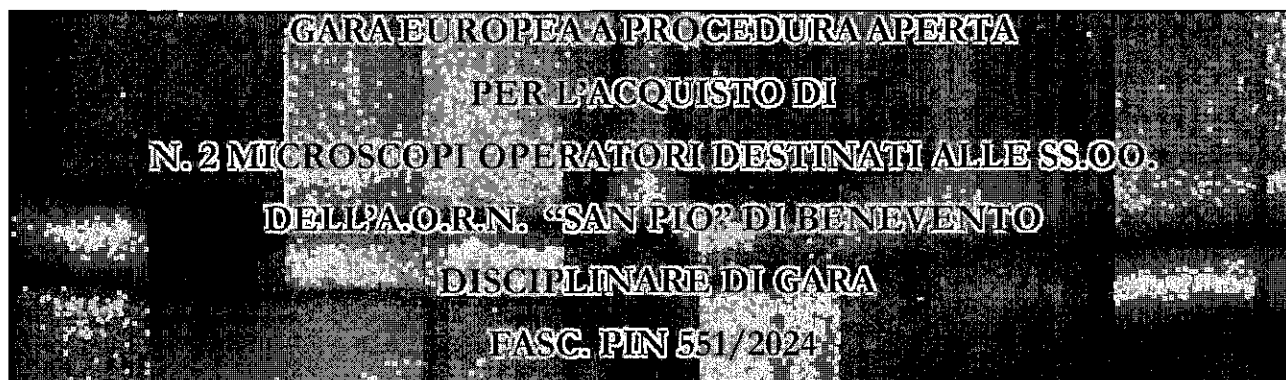 GARA EUROPEA A PROCEDURA APERTA
PER L'ACQUISTO DI
N. 2 MICROSCOPI OPERATORI DESTINATI ALLE SS.OO.
DELL'A.O.R.N. “SAN PIO” DI BENEVENTO
DISCIPLINARE DI GARA
FASC. PIN 551/2024